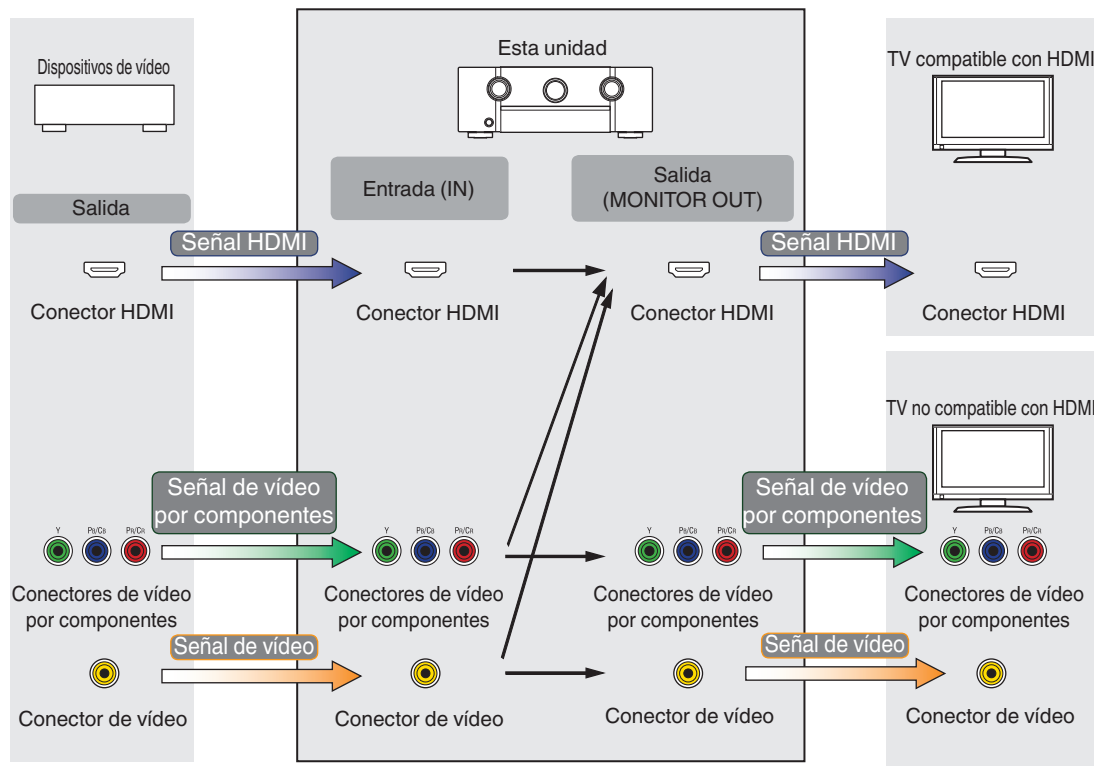 Esta unidad
Dispositivos de vídeo
TV compatible con HDMI
Salida
Entrada (IN)
Salida
(MONITOR OUT)
Señal HDMI
Señal HDMI
Conector HDMI
Conector HDMI
Conector HDMI
Conector HDMI
TV no compatible con HDMI
Señal de vídeo
por componentes
Señal de vídeo
por componentes
Y PB/CB PR/CR
Y PB/CB PR/CR
Y PB/CB PR/CR
Y PB/CB PR/CR
Conectores de vídeo
por componentes
Conectores de vídeo
por componentes
Conectores de vídeo
por componentes
Conectores de vídeo
por componentes
Señal de vídeo
Señal de vídeo
Conector de vídeo
Conector de vídeo
Conector de vídeo
Conector de vídeo